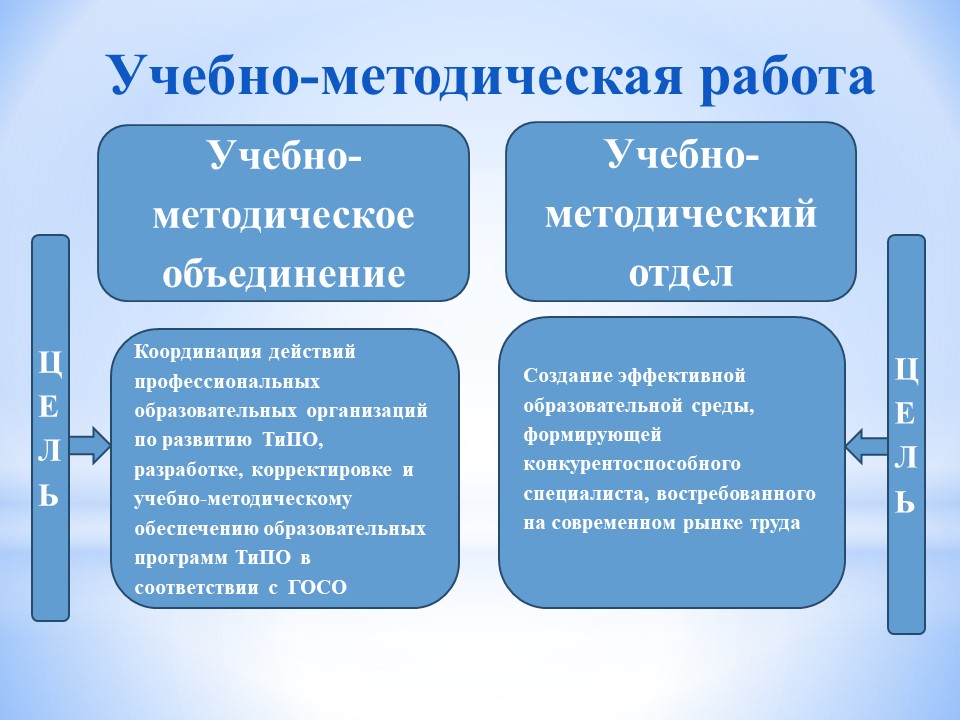 Учебно-методическая работа
Учебно-
методическое
объединение
Учебно-
методический
отдел
Ц
Е
Л
Ь
Координация действий
профессиональных
образовательных организаций
по развитию ТиПО,
разработке, корректировке и
учебно-методическому
обеспечению образовательных
программ ТиПО в
соответствии с ГОСО
Создание эффективной
образовательной среды,
формирующей
конкурентоспособного
специалиста, востребованного
на современном рынке труда
Ц
Е
Л
Ь